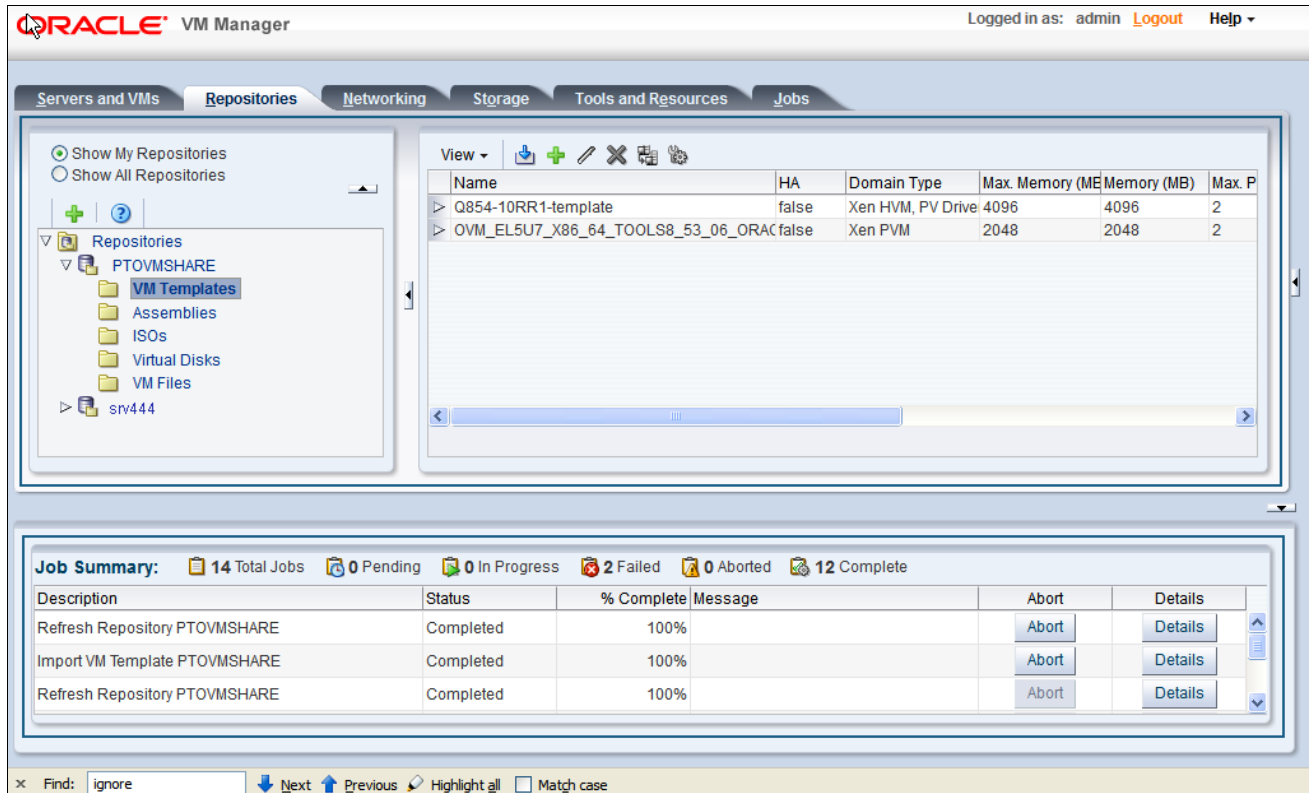 ORACLE VM Manager
Logged in as: admin Logout Help
Servers and VMs Repositories Networking Storage Tools and Resources Jobs
Show My Repositories
Show All Repositories
Repositories
PTOVMSHARE
VM Templates
Assemblies
ISOs
Virtual Disks
VM Files
srv444
View
Name HA Domain Type Max. Memory (MB Memory (MB) Max. P
Q854-10RR1-template false Xen HVM, PV Drive 4096 4096 2
OVM_EL5U7_X86_64_TOOLS8_53_06_ORAC false Xen PVM 2048 2048 2
Job Summary: 14 Total Jobs 0 Pending 0 In Progress 2 Failed 0 Aborted 12 Complete
Description Status % Complete Message Abort Details
Refresh Repository PTOVMSHARE Completed 100% Abort Details
Import VM Template PTOVMSHARE Completed 100% Abort Details
Refresh Repository PTOVMSHARE Completed 100% Abort Details
× Find: ignore Next Previous Highlight all Match case